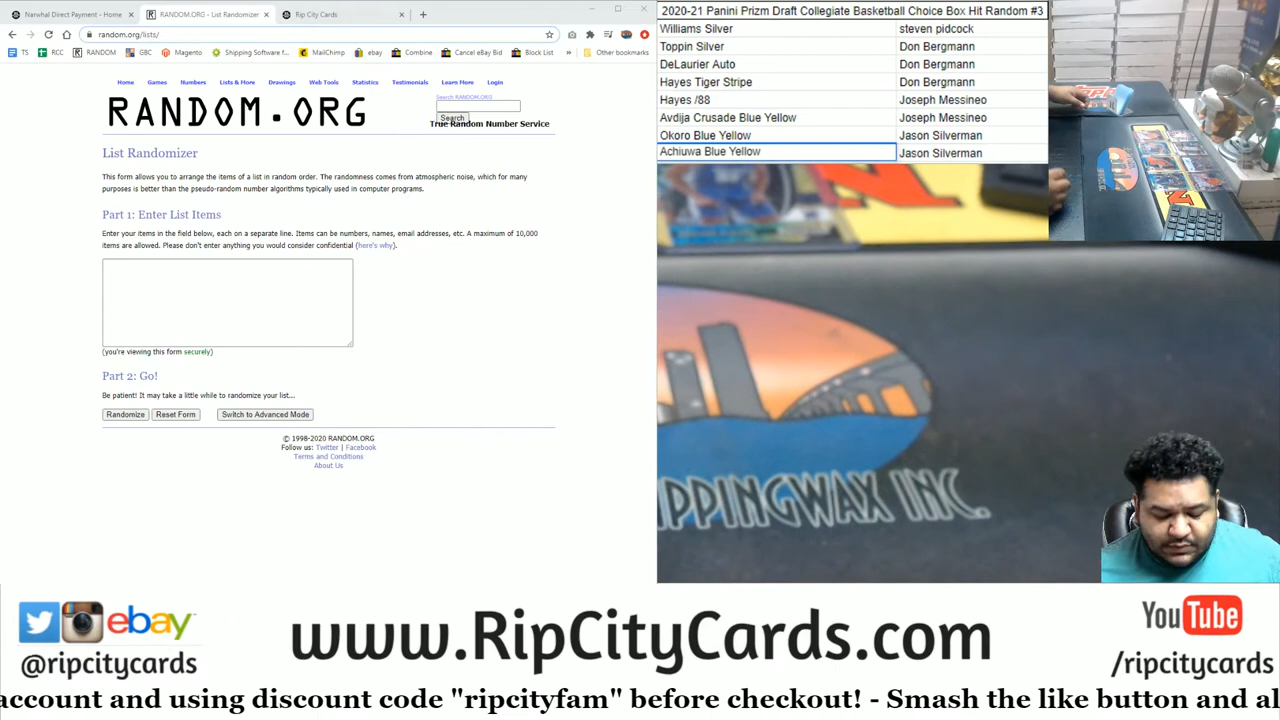 Narwhal Direct Payment - Home
RANDOM.ORG - List Randomizer
Rip City Cards
random.org/lists/
TS RCC RANDOM GBC Magento Shipping Software f... MailChimp ebay Combine Cancel eBay Bid Block List » Other bookmarks
Home Games Numbers Lists & More Drawings Web Tools Statistics Testimonials Learn More Login
Search RANDOM.ORG
RANDOM.ORG
Search
True Random Number Service
List Randomizer
This form allows you to arrange the items of a list in random order. The randomness comes from atmospheric noise, which for many
purposes is better than the pseudo-random number algorithms typically used in computer programs.
Part 1: Enter List Items
Enter your items in the field below, each on a separate line. Items can be numbers, names, email addresses, etc. A maximum of 10,000
items are allowed. Please don't enter anything you would consider confidential (here's why).
(you're viewing this form securely)
Part 2: Go!
Be patient! It may take a little while to randomize your list...
Randomize Reset Form Switch to Advanced Mode
© 1998-2020 RANDOM.ORG
Follow us: Twitter | Facebook
Terms and Conditions
About Us
2020-21 Panini Prizm Draft Collegiate Basketball Choice Box Hit Random #3
Williams Silver steven pidcock
Toppin Silver Don Bergmann
DeLaurier Auto Don Bergmann
Hayes Tiger Stripe Don Bergmann
Hayes /88 Joseph Messineo
Avdija Crusade Blue Yellow Joseph Messineo
Okoro Blue Yellow Jason Silverman
Achiuwa Blue Yellow Jason Silverman
IPPINGWAX INC.
ebay
@ripcitycards
www.RipCityCards.com
YouTube
/ripcitycards
account and using discount code "ripcityfam" before checkout! - Smash the like button and al